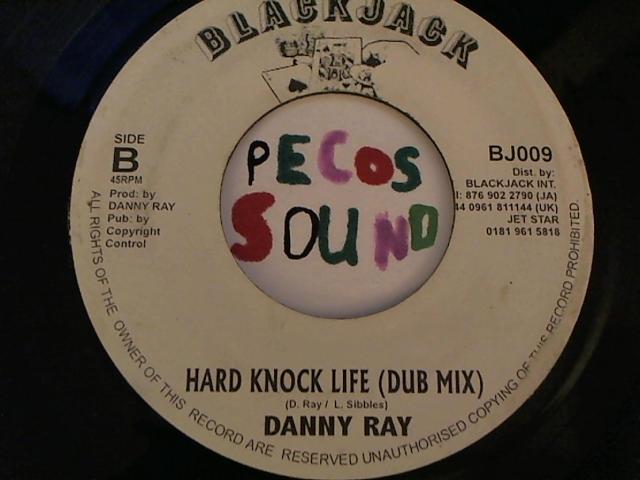 BLACKJACK
SIDE
B
45RPM
Prod: by
DANNY RAY
Pub: by
Copyright
Control
PECOS
SOUND
BJ009
Dist. by:
BLACKJACK INT.
l: 876 902 2790 (JA)
44 0961 811144 (UK)
JET STAR
0181 961 5818
HARD KNOCK LIFE (DUB MIX)
(D. Ray / L. Sibbles)
DANNY RAY
ALL RIGHTS OF THE OWNER OF THIS RECORD ARE RESERVED UNAUTHORISED COPYING OF THIS RECORD PROHIBITED.